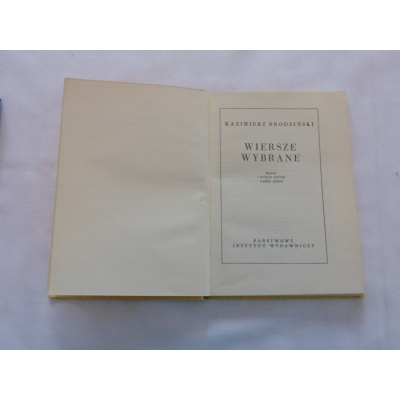 KAZIMIERZ BRODZIŃSKI
WIERSZE
WYBRANE
PAŃSTWOWY
INSTYTUT WYDAWNICZY